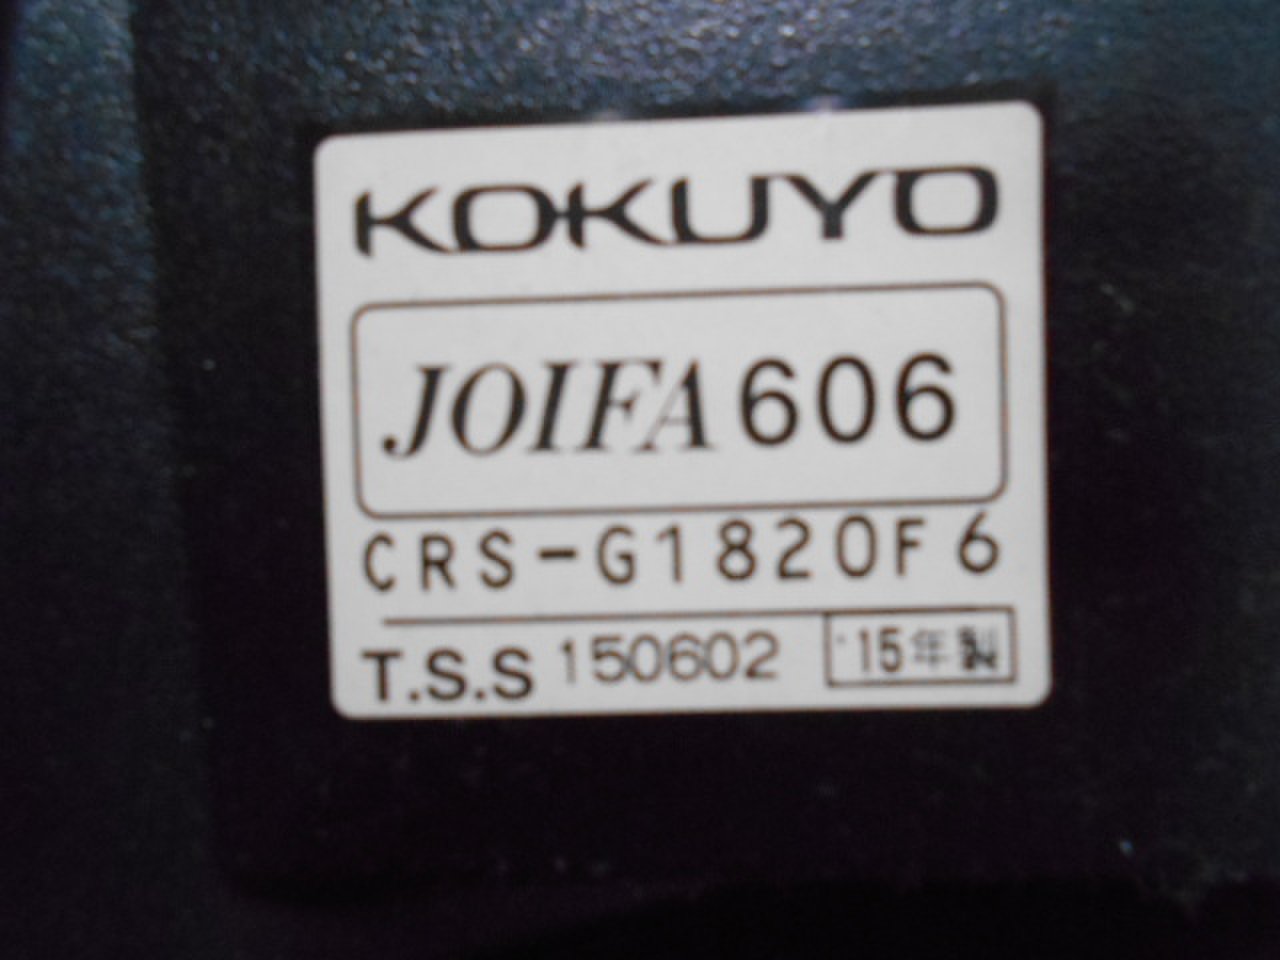 KOKUYO
JOIFA 606
CRS-G1820F6
T.S.S 150602 '15年製